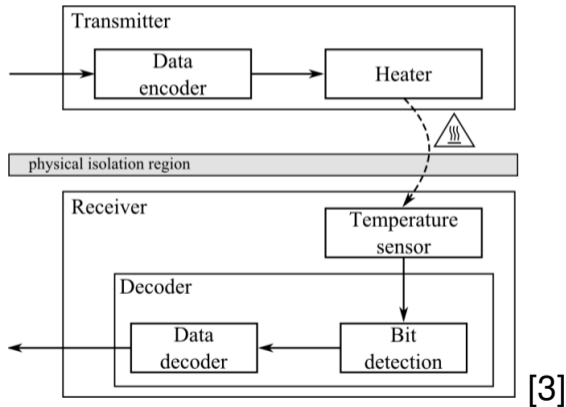 Transmitter
Data
encoder
Heater
physical isolation region
Receiver
Temperature
sensor
Decoder
Data
decoder
Bit
detection
[3]